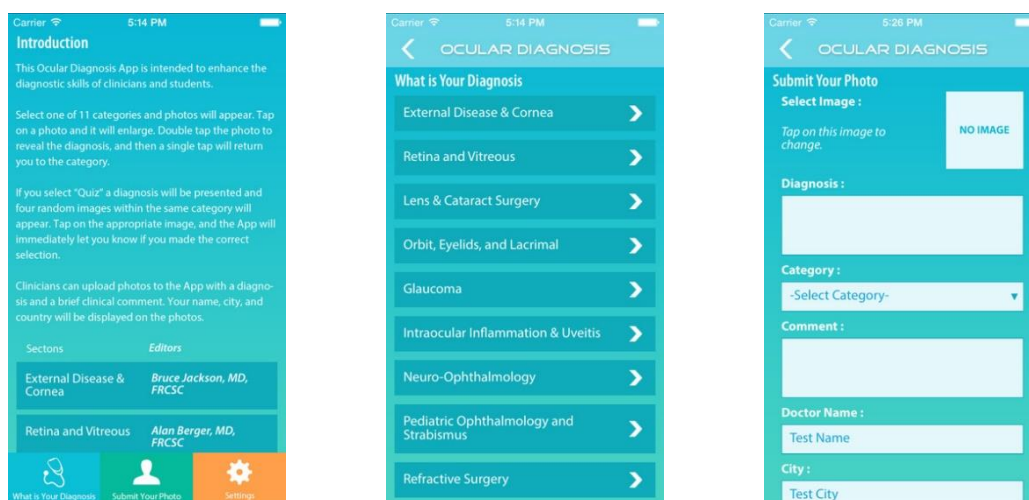 Carrier 5:14 PM
Introduction
This Ocular Diagnosis App is intended to enhance the
diagnostic skills of clinicians and students.
Select one of 11 categories and photos will appear. Tap
on a photo and it will enlarge. Double tap the photo to
reveal the diagnosis, and then a single tap will return
you to the category.
If you select "Quiz" a diagnosis will be presented and
four random images within the same category will
appear. Tap on the appropriate image, and the App will
immediately let you know if you made the correct
selection.
Clinicians can upload photos to the App with a diagno-
sis and a brief clinical comment. Your name, city, and
country will be displayed on the photos.
Sectons Editors
External Disease & Bruce Jackson, MD,
Cornea FRCSC
Retina and Vitreous Alan Berger, MD,
FRCSC
What is Your Diagnosis Submit Your Photo Settings
Carrier 5:14 PM
OCULAR DIAGNOSIS
What is Your Diagnosis
External Disease & Cornea
Retina and Vitreous
Lens & Cataract Surgery
Orbit, Eyelids, and Lacrimal
Glaucoma
Intraocular Inflammation & Uveitis
Neuro-Ophthalmology
Pediatric Ophthalmology and
Strabismus
Refractive Surgery
Carrier 5:26 PM
OCULAR DIAGNOSIS
Submit Your Photo
Select Image :
Tap on this image to
change.
NO IMAGE
Diagnosis :
Category :
-Select Category-
Comment :
Doctor Name :
Test Name
City :
Test City